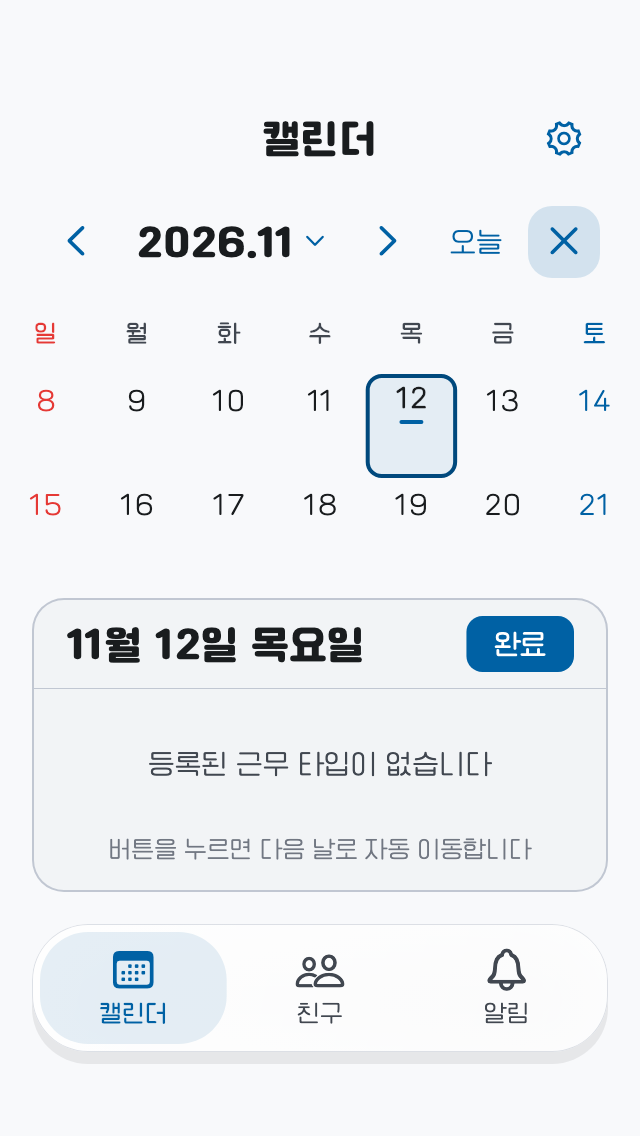 캘린더
2026.11 오늘
일 월 화 수 목 금 토
8 9 10 11 12 13 14
15 16 17 18 19 20 21
11월 12일 목요일 완료
등록된 근무 타입이 없습니다
버튼을 누르면 다음 날로 자동 이동합니다
캘린더 친구 알림